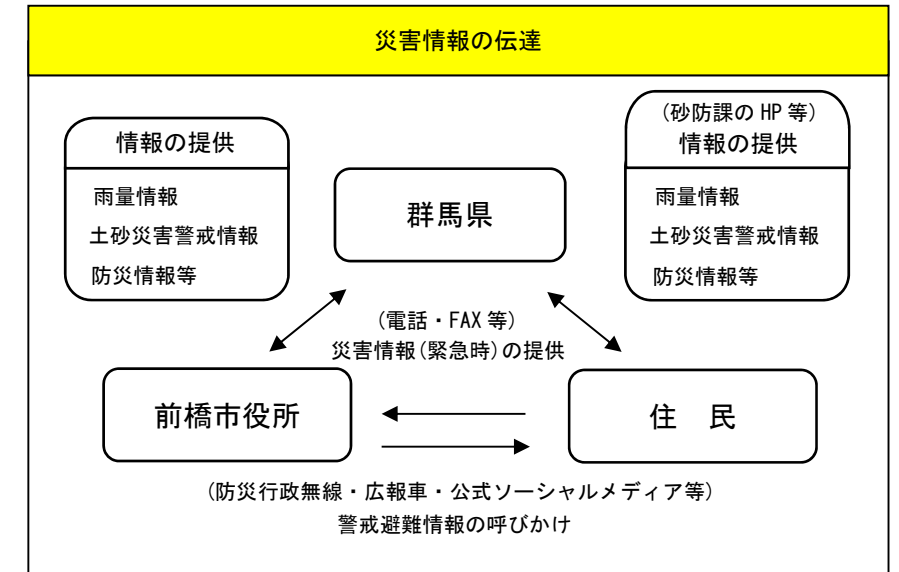 災害情報の伝達
情報の提供
雨量情報
土砂災害警戒情報
防災情報等
(砂防課の HP 等)
情報の提供
雨量情報
土砂災害警戒情報
防災情報等
群馬県
(電話・FAX 等)
災害情報(緊急時)の提供
前橋市役所
住　民
(防災行政無線・広報車・公式ソーシャルメディア等)
警戒避難情報の呼びかけ